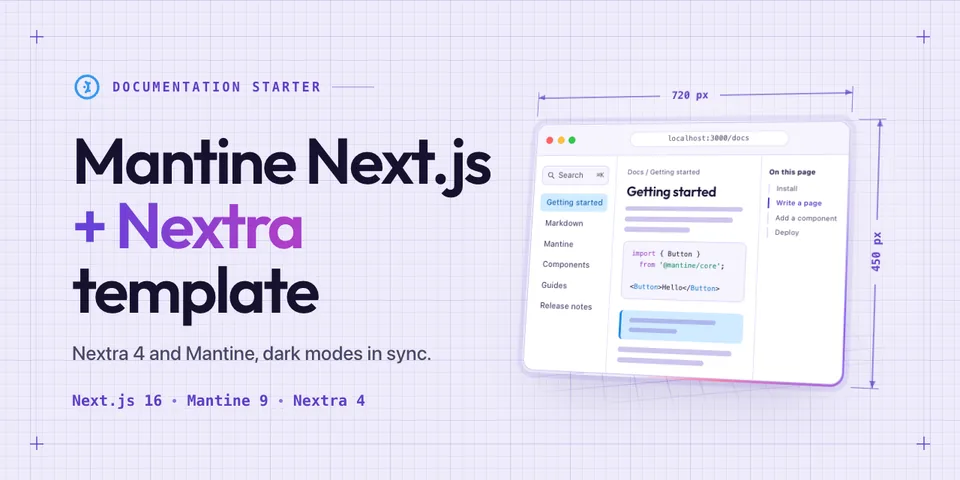 DOCUMENTATION STARTER
Mantine Next.js
+ Nextra
template
Nextra 4 and Mantine, dark modes in sync.
Next.js 16 • Mantine 9 • Nextra 4
720 px
450 px
localhost:3000/docs
Search ⌘K
Getting started
Markdown
Mantine
Components
Guides
Release notes
Docs / Getting started
Getting started
import { Button }
from '@mantine/core';
<Button>Hello</Button>
On this page
Install
Write a page
Add a component
Deploy